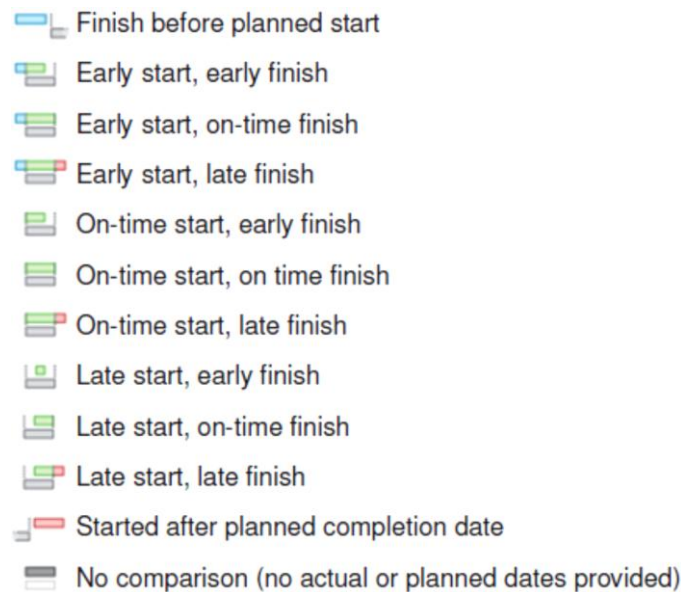 Finish before planned start
Early start, early finish
Early start, on-time finish
Early start, late finish
On-time start, early finish
On-time start, on time finish
On-time start, late finish
Late start, early finish
Late start, on-time finish
Late start, late finish
Started after planned completion date
No comparison (no actual or planned dates provided)